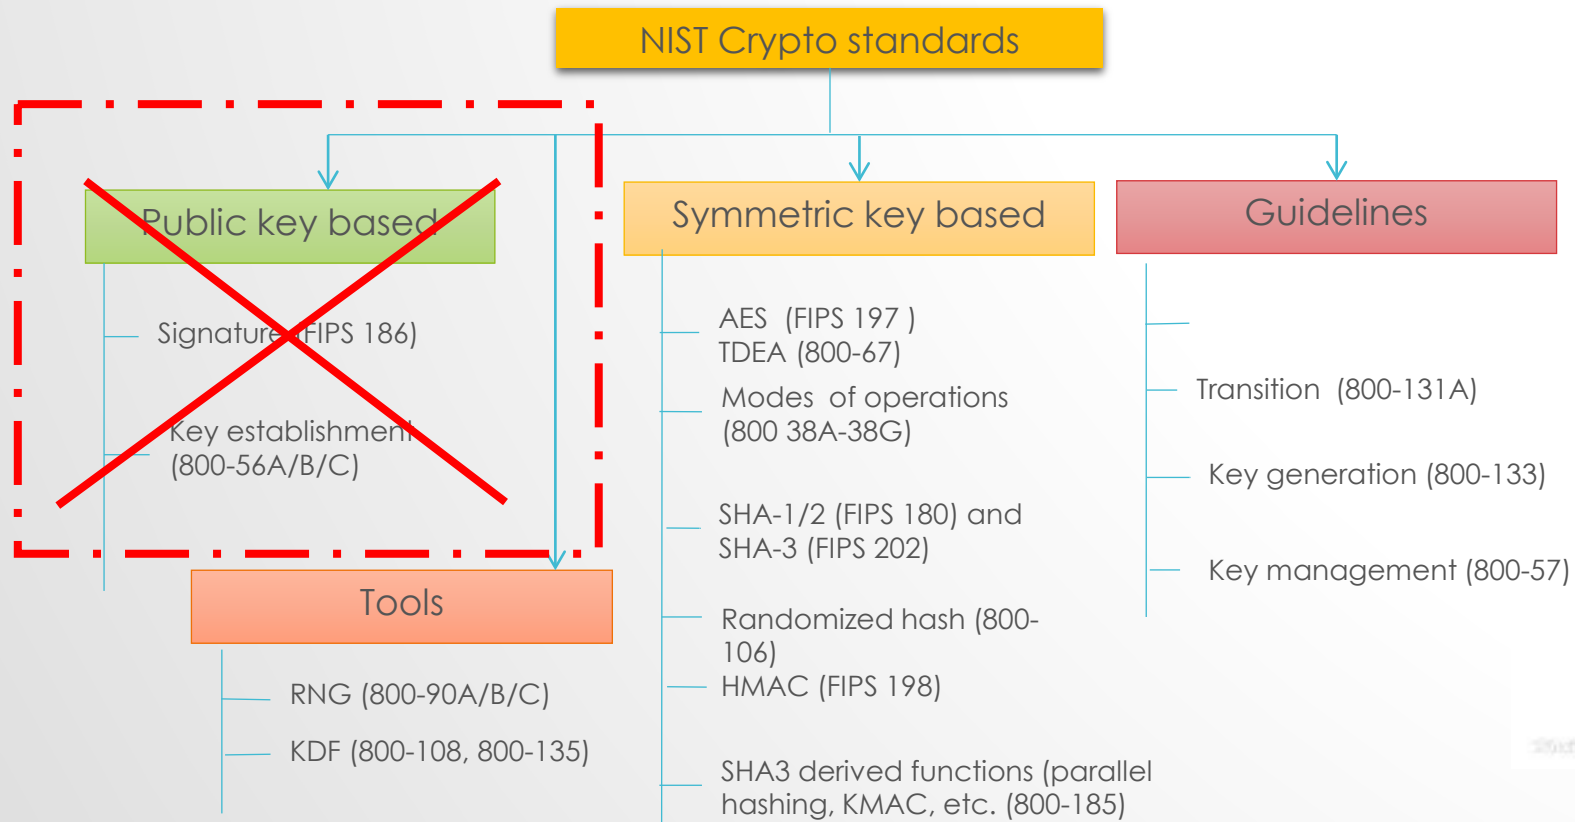 NIST Crypto standards
Public key based
Signature (FIPS 186)
Key establishment
(800-56A/B/C)
Tools
RNG (800-90A/B/C)
KDF (800-108, 800-135)
Symmetric key based
AES (FIPS 197 )
TDEA (800-67)
Modes of operations
(800 38A-38G)
SHA-1/2 (FIPS 180) and
SHA-3 (FIPS 202)
Randomized hash (800-
106)
HMAC (FIPS 198)
SHA3 derived functions (parallel
hashing, KMAC, etc. (800-185)
Guidelines
Transition (800-131A)
Key generation (800-133)
Key management (800-57)